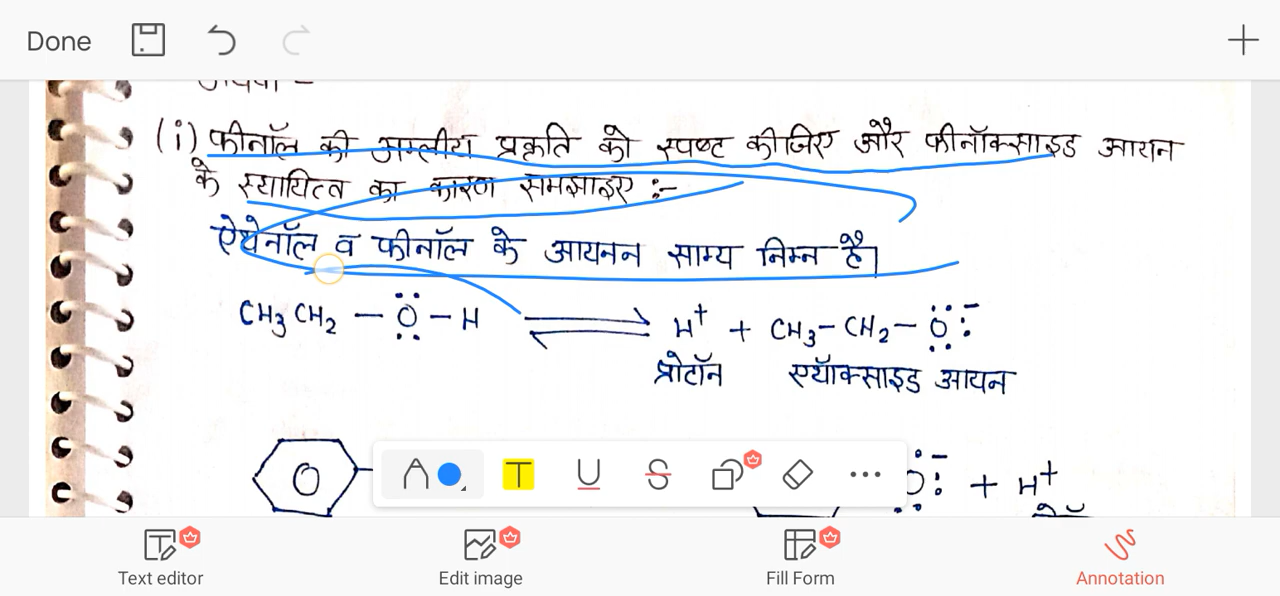 Done
(i) फीनॉल की अम्लीय प्रकृति को स्पष्ट कीजिए और फीनॉक्साइड आयन
के स्थायित्व का कारण समझाइए :-
ऐथेनॉल व फीनॉल के आयनन साम्य निम्न है।
CH3CH2 — O — H ⇌ H+ + CH3 — CH2 — O:-
प्रोटॉन एथॉक्साइड आयन
O O:- + H+
T U S
Text editor Edit image Fill Form Annotation